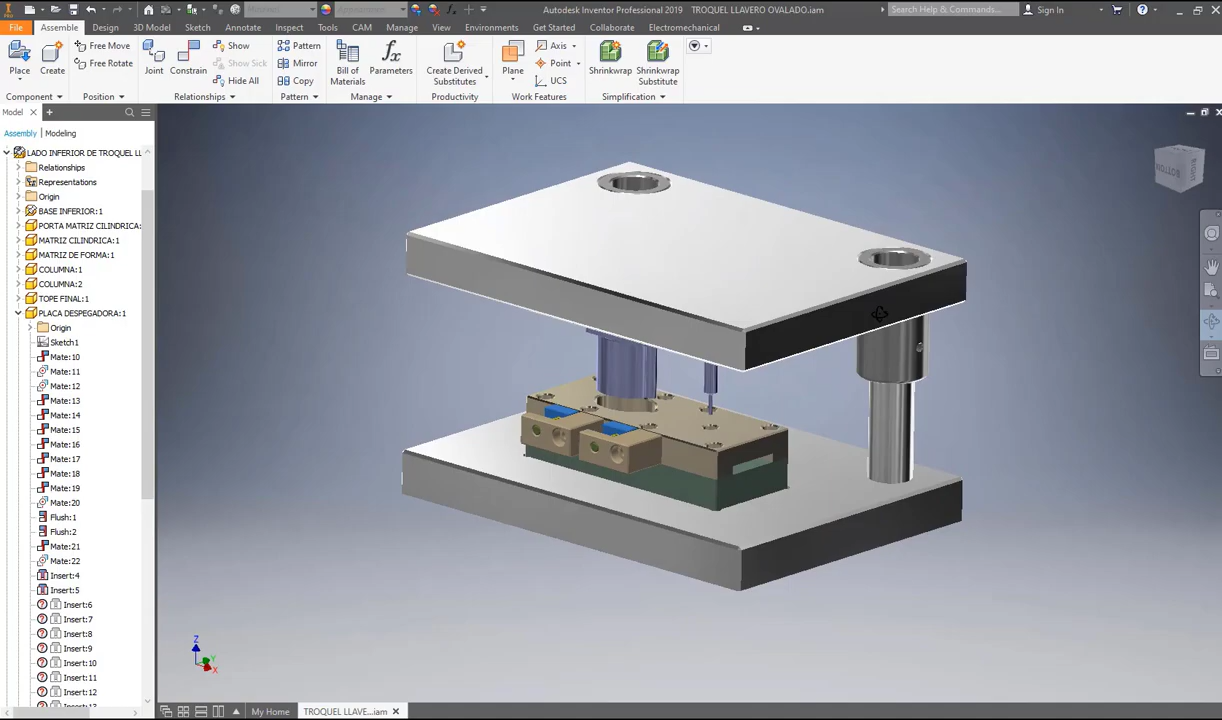 Autodesk Inventor Professional 2019 TROQUEL LLAVERO OVALADO.iam
Search Help & Commands...
Sign In
PRO
File
Assemble
Design
3D Model
Sketch
Annotate
Inspect
Tools
CAM
Manage
View
Environments
Get Started
Collaborate
Electromechanical
Place
Create
Free Move
Free Rotate
Joint
Constrain
Show
Show Sick
Hide All
Pattern
Mirror
Copy
Bill of
Materials
Parameters
Create Derived
Substitutes
Plane
Axis
Point
UCS
Shrinkwrap
Shrinkwrap
Substitute
Component
Position
Relationships
Pattern
Manage
Productivity
Work Features
Simplification
Model
Assembly
Modeling
LADO INFERIOR DE TROQUEL LL
Relationships
Representations
Origin
BASE INFERIOR:1
PORTA MATRIZ CILINDRICA:
MATRIZ CILINDRICA:1
MATRIZ DE FORMA:1
COLUMNA:1
COLUMNA:2
TOPE FINAL:1
PLACA DESPEGADORA:1
Origin
Sketch1
Mate:10
Mate:11
Mate:12
Mate:13
Mate:14
Mate:15
Mate:16
Mate:17
Mate:18
Mate:19
Mate:20
Flush:1
Flush:2
Mate:21
Mate:22
Insert:4
Insert:5
Insert:6
Insert:7
Insert:8
Insert:9
Insert:10
Insert:11
Insert:12
BOTTOM
RIGHT
Z
Y
X
My Home
TROQUEL LLAVE...iam